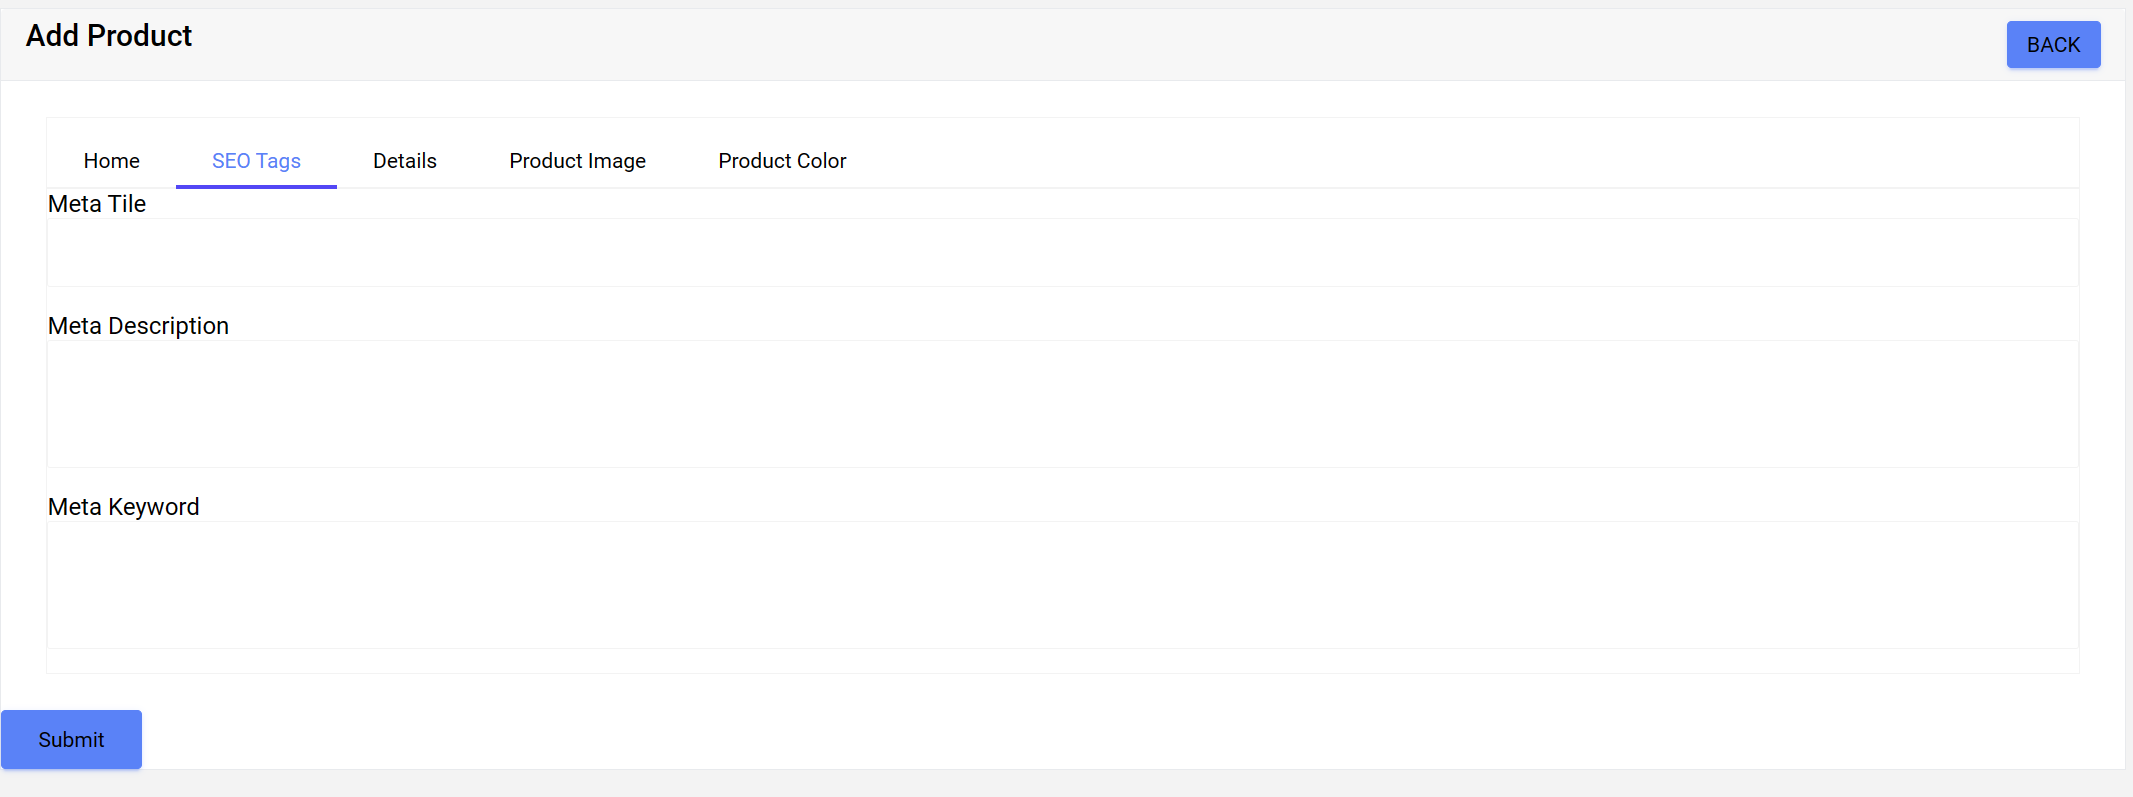 Add Product
BACK
Home SEO Tags Details Product Image Product Color
Meta Tile
Meta Description
Meta Keyword
Submit